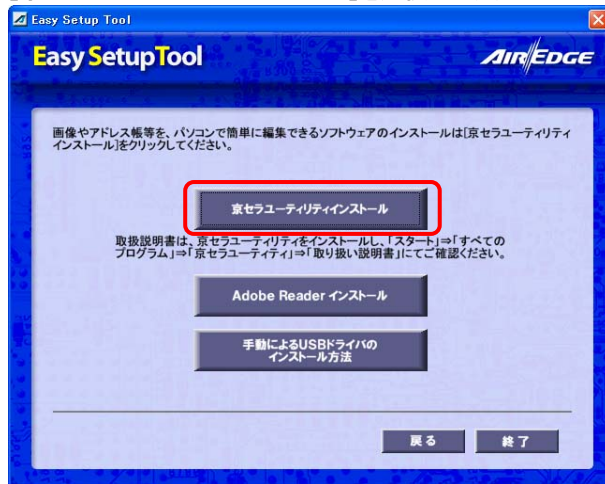 Easy Setup Tool
Easy SetupTool
AIR EDGE
画像やアドレス帳等を、パソコンで簡単に編集できるソフトウェアのインストールは[京セラユーティリティ
インストール]をクリックしてください。
京セラユーティリティインストール
取扱説明書は、京セラユーティリティをインストールし、「スタート」⇒「すべての
プログラム」⇒「京セラユーティティ」⇒「取り扱い説明書」にてご確認ください。
Adobe Reader インストール
手動によるUSBドライバの
インストール方法
戻る
終了